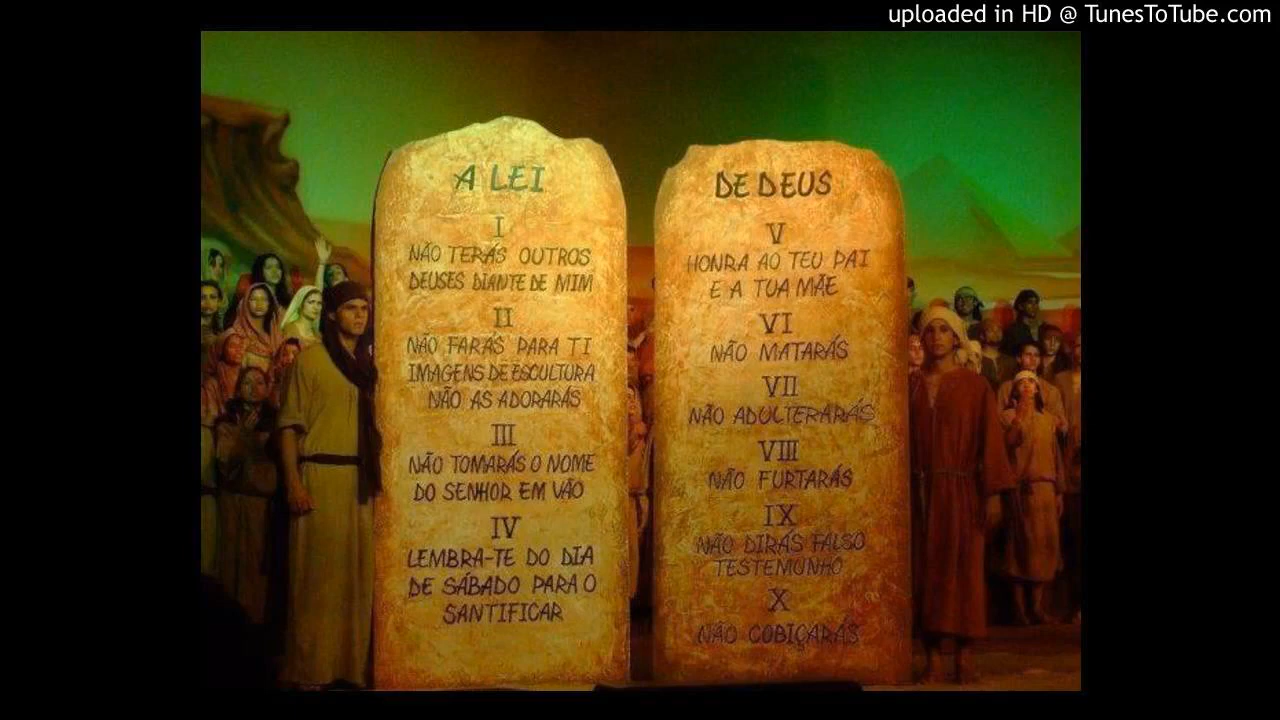 uploaded in HD @ TunesToTube.com
A LEI
I
NÃO TERÁS OUTROS
DEUSES DIANTE DE MIM
II
NÃO FARÁS PARA TI
IMAGENS DE ESCULTURA
NÃO AS ADORARÁS
III
NÃO TOMARÁS O NOME
DO SENHOR EM VÃO
IV
LEMBRA-TE DO DIA
DE SÁBADO PARA O
SANTIFICAR
DE DEUS
V
HONRA AO TEU PAI
E A TUA MÃE
VI
NÃO MATARÁS
VII
NÃO ADULTERARÁS
VIII
NÃO FURTARÁS
IX
NÃO DIRÁS FALSO
TESTEMUNHO
X
NÃO COBIÇARÁS